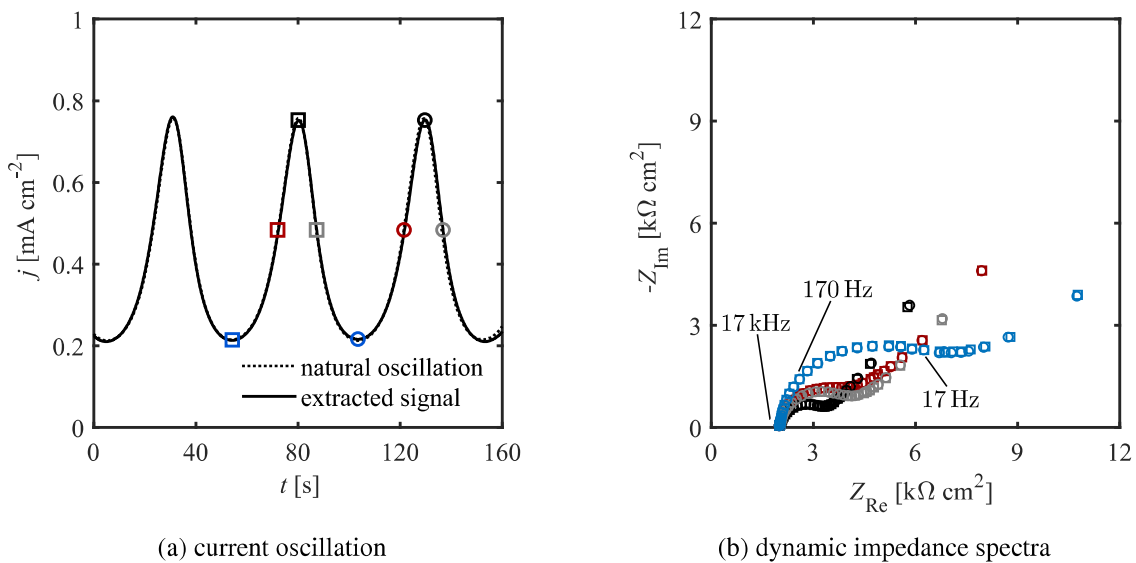 1
0.8
0.6
0.4
0.2
0
j [mA cm-2]
natural oscillation
extracted signal
0 40 80 120 160
t [s]
(a) current oscillation
12
9
6
3
0
-ZIm [kΩ cm2]
170 Hz
17 kHz
17 Hz
0 3 6 9 12
ZRe [kΩ cm2]
(b) dynamic impedance spectra